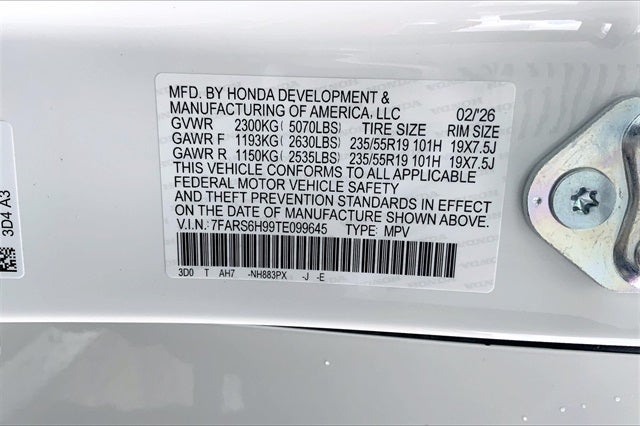 MFD. BY HONDA DEVELOPMENT &
MANUFACTURING OF AMERICA, LLC 02/'26
GVWR 2300KG( 5070LBS) TIRE SIZE RIM SIZE
GAWR F 1193KG( 2630LBS) 235/55R19 101H 19X7.5J
GAWR R 1150KG( 2535LBS) 235/55R19 101H 19X7.5J
THIS VEHICLE CONFORMS TO ALL APPLICABLE
FEDERAL MOTOR VEHICLE SAFETY
AND THEFT PREVENTION STANDARDS IN EFFECT
ON THE DATE OF MANUFACTURE SHOWN ABOVE.
V.I.N.: 7FARS6H99TE099645 TYPE: MPV
3D0 T AH7 -NH883PX -J -E
3D4 A3